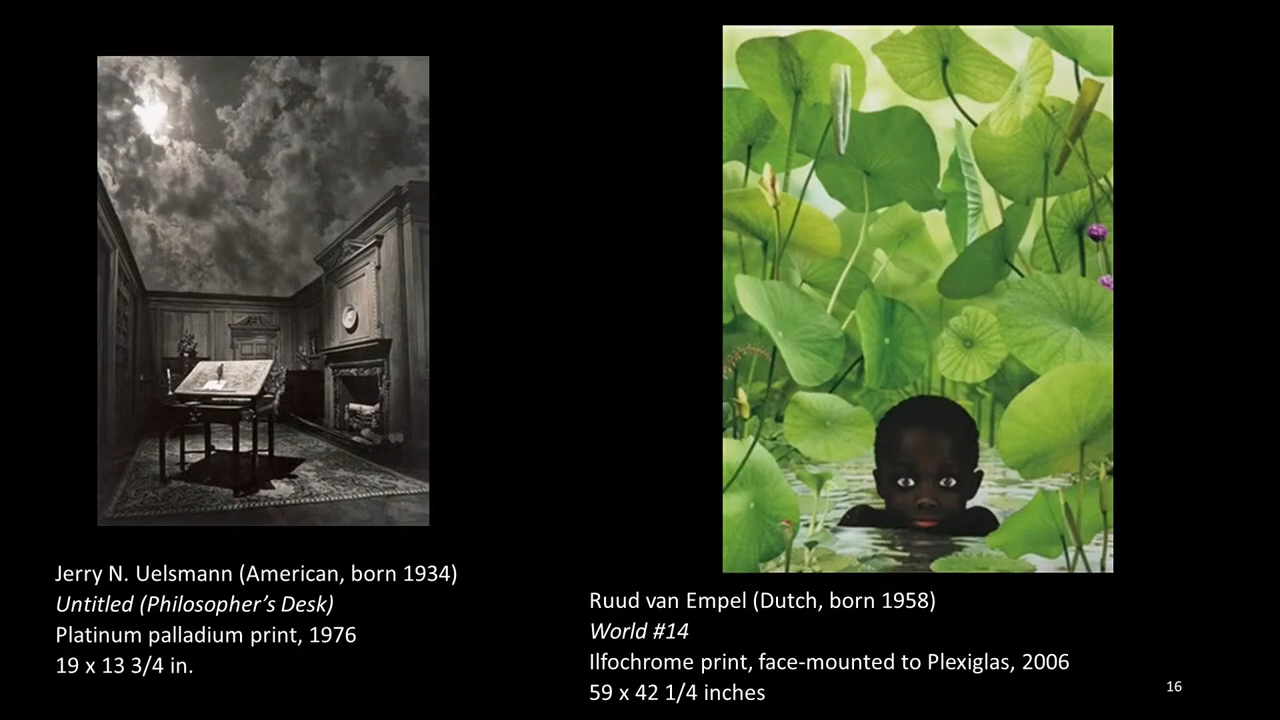 Jerry N. Uelsmann (American, born 1934)
Untitled (Philosopher's Desk)
Platinum palladium print, 1976
19 x 13 3/4 in.
Ruud van Empel (Dutch, born 1958)
World #14
Ilfochrome print, face-mounted to Plexiglas, 2006
59 x 42 1/4 inches
16